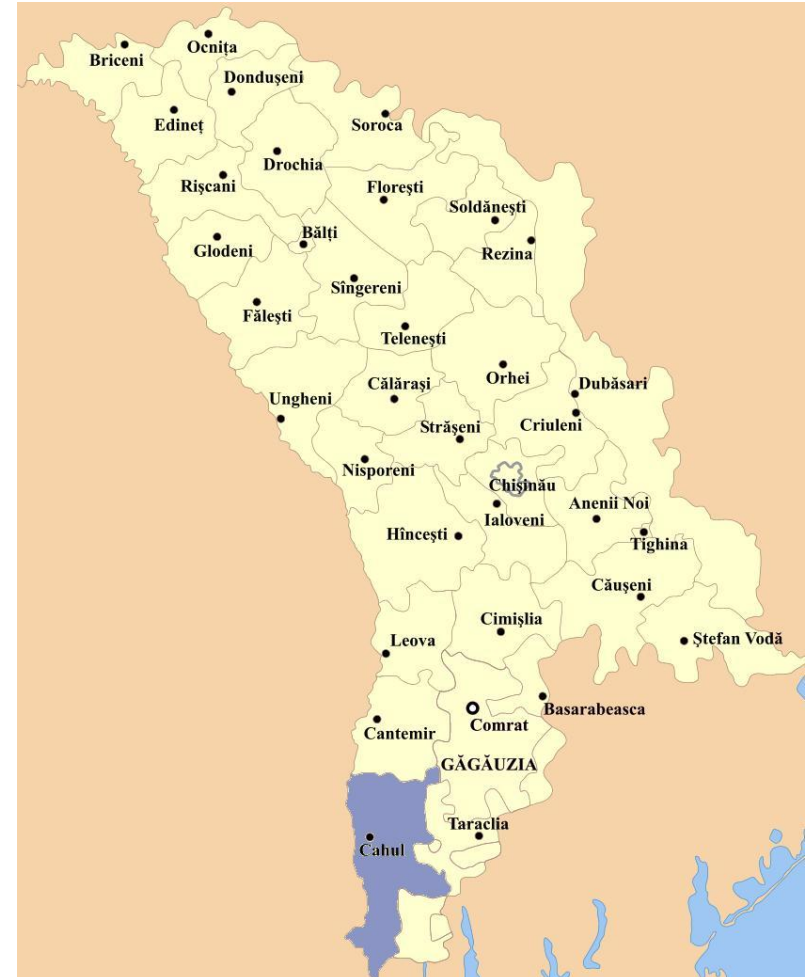 Ocnița
Briceni
Dondușeni
Edineț
Soroca
Drochia
Rîșcani
Florești
Soldănești
Bălți
Glodeni
Rezina
Sîngereni
Fălești
Telenești
Orhei
Călărași
Dubăsari
Ungheni
Criuleni
Strășeni
Nisporeni
Chișinău
Anenii Noi
Ialoveni
Hîncești
Tighina
Căușeni
Cimișlia
Leova
Ștefan Vodă
Basarabeasca
Cantemir
Comrat
GĂGĂUZIA
Taraclia
Cahul